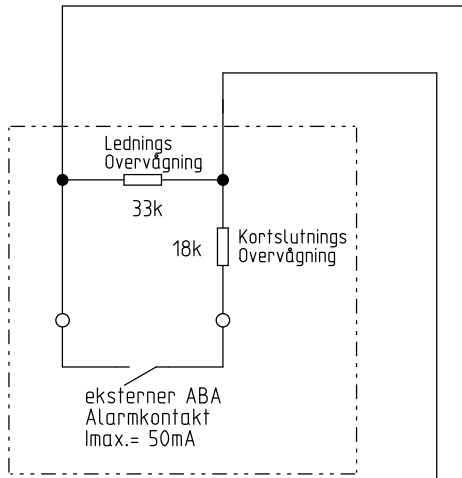 Lednings
Overvågning
33k
18k
Kortslutnings
Overvågning
eksterner ABA
Alarmkontakt
Imax.= 50mA